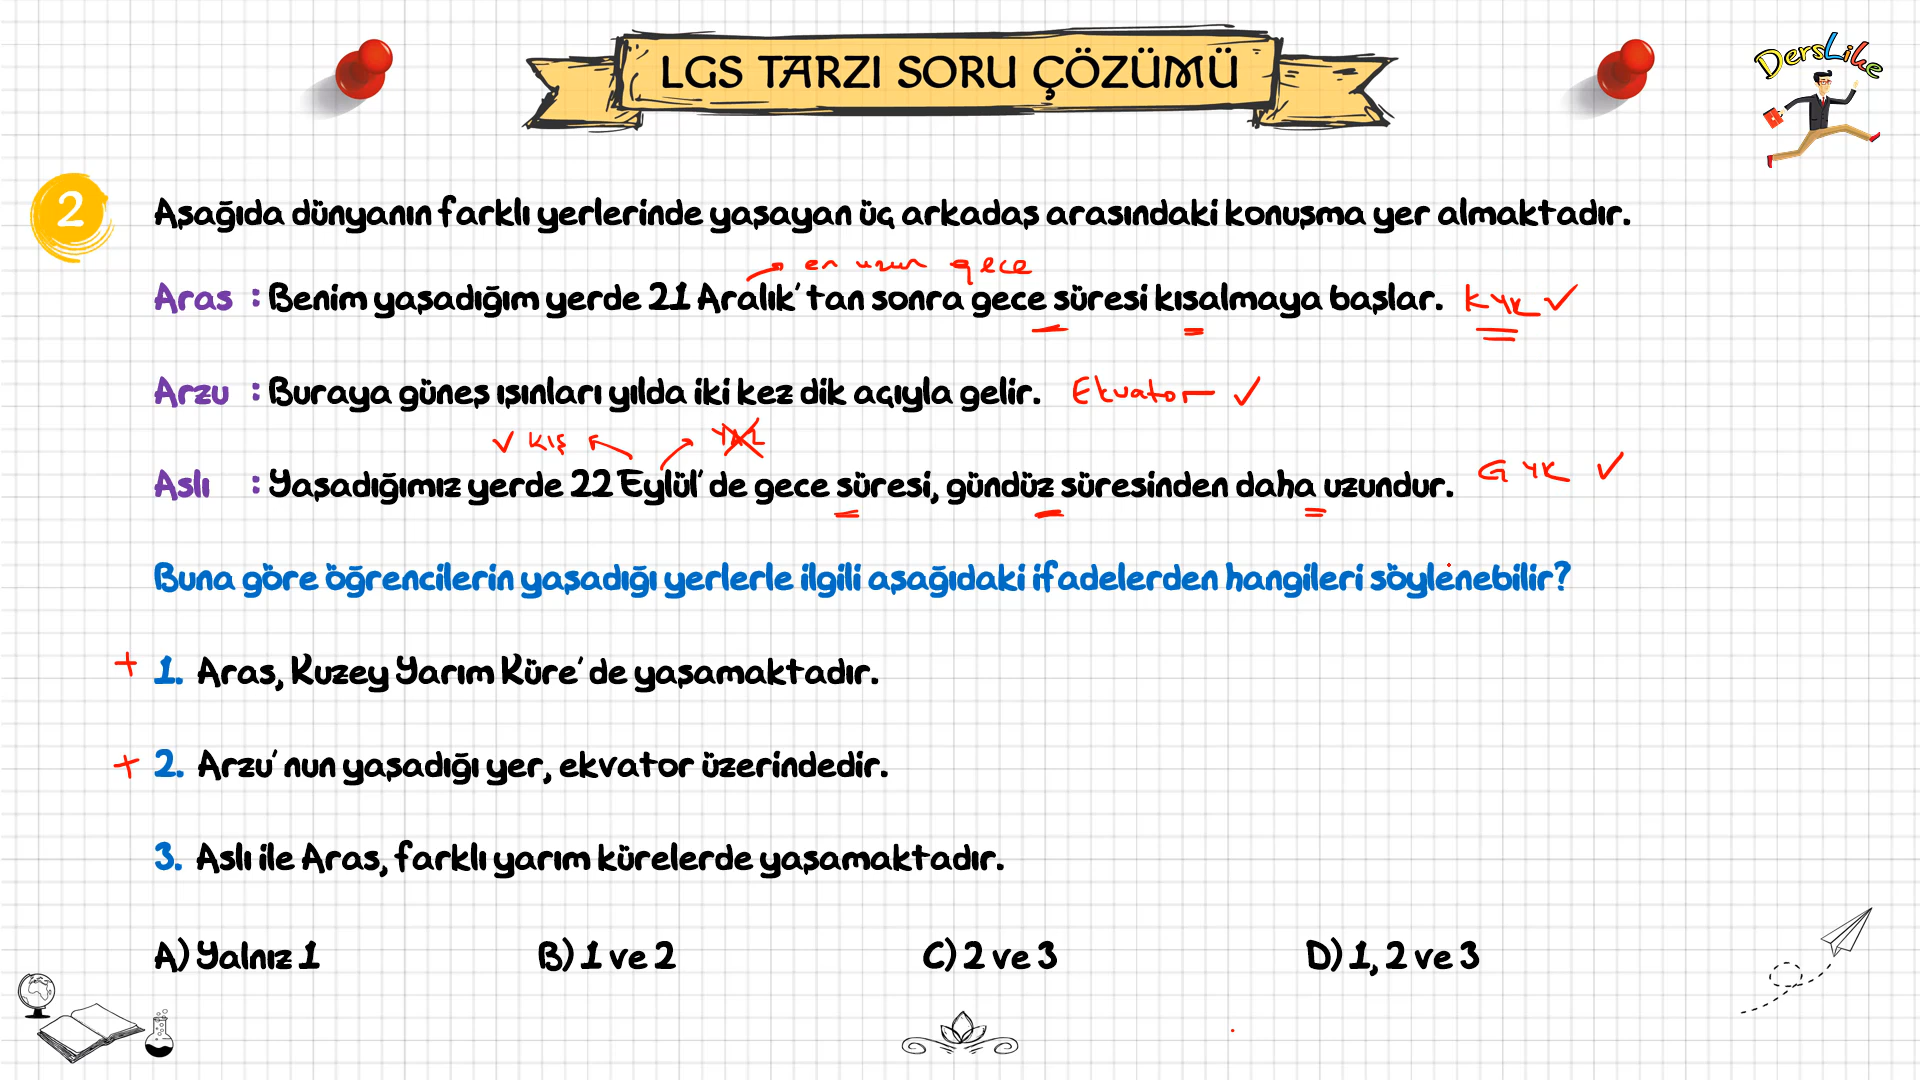 LGS TARZI SORU ÇÖZÜMÜ
DersLike
2
Aşağıda dünyanın farklı yerlerinde yaşayan üç arkadaş arasındaki konuşma yer almaktadır.
en uzun gece
Aras : Benim yaşadığım yerde 21 Aralık'tan sonra gece süresi kısalmaya başlar. KYK ✓
Arzu : Buraya güneş ışınları yılda iki kez dik açıyla gelir. Ekvator ✓
✓ KIŞ
Aslı : Yaşadığımız yerde 22 Eylül'de gece süresi, gündüz süresinden daha uzundur. GYK ✓
Buna göre öğrencilerin yaşadığı yerlerle ilgili aşağıdaki ifadelerden hangileri söylenebilir?
+ 1. Aras, Kuzey Yarım Küre'de yaşamaktadır.
+ 2. Arzu'nun yaşadığı yer, ekvator üzerindedir.
3. Aslı ile Aras, farklı yarım kürelerde yaşamaktadır.
A) Yalnız 1 B) 1 ve 2 C) 2 ve 3 D) 1, 2 ve 3